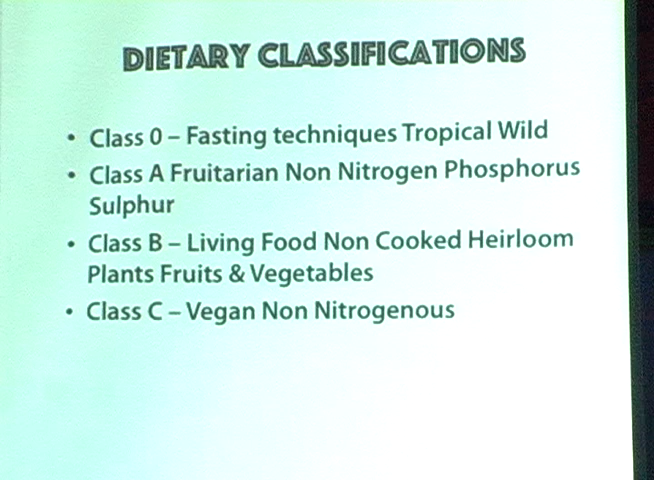 DIETARY CLASSIFICATIONS
• Class 0 – Fasting techniques Tropical Wild
• Class A Fruitarian Non Nitrogen Phosphorus
Sulphur
• Class B – Living Food Non Cooked Heirloom
Plants Fruits & Vegetables
• Class C – Vegan Non Nitrogenous